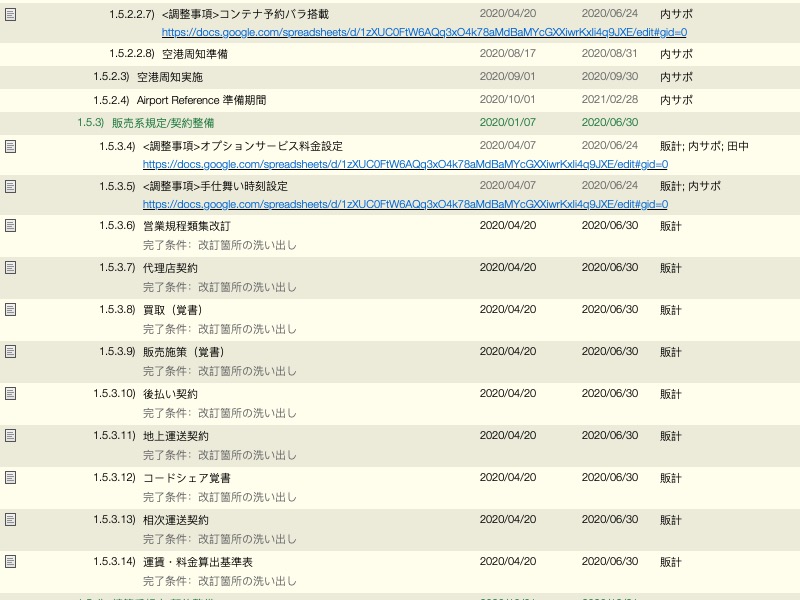 1.5.2.2.7) <調整事項>コンテナ予約バラ搭載 2020/04/20 2020/06/24 内サポ
https://docs.google.com/spreadsheets/d/1zXUC0FtW6AQq3xO4k78aMdBaMYcGXXiwrKxIi4q9JXE/edit#gid=0
1.5.2.2.8) 空港周知準備 2020/08/17 2020/08/31 内サポ
1.5.2.3) 空港周知実施 2020/09/01 2020/09/30 内サポ
1.5.2.4) Airport Reference 準備期間 2020/10/01 2021/02/28 内サポ
1.5.3) 販売系規定/契約整備 2020/01/07 2020/06/30
1.5.3.4) <調整事項>オプションサービス料金設定 2020/04/07 2020/06/24 販計; 内サポ; 田中
https://docs.google.com/spreadsheets/d/1zXUC0FtW6AQq3xO4k78aMdBaMYcGXXiwrKxIi4q9JXE/edit#gid=0
1.5.3.5) <調整事項>手仕舞い時刻設定 2020/04/07 2020/06/24 販計; 内サポ
https://docs.google.com/spreadsheets/d/1zXUC0FtW6AQq3xO4k78aMdBaMYcGXXiwrKxIi4q9JXE/edit#gid=0
1.5.3.6) 営業規程類集改訂 2020/04/20 2020/06/30 販計
完了条件: 改訂箇所の洗い出し
1.5.3.7) 代理店契約 2020/04/20 2020/06/30 販計
完了条件: 改訂箇所の洗い出し
1.5.3.8) 買取（覚書） 2020/04/20 2020/06/30 販計
完了条件: 改訂箇所の洗い出し
1.5.3.9) 販売施策（覚書） 2020/04/20 2020/06/30 販計
完了条件: 改訂箇所の洗い出し
1.5.3.10) 後払い契約 2020/04/20 2020/06/30 販計
完了条件: 改訂箇所の洗い出し
1.5.3.11) 地上運送契約 2020/04/20 2020/06/30 販計
完了条件: 改訂箇所の洗い出し
1.5.3.12) コードシェア覚書 2020/04/20 2020/06/30 販計
完了条件: 改訂箇所の洗い出し
1.5.3.13) 相次運送契約 2020/04/20 2020/06/30 販計
完了条件: 改訂箇所の洗い出し
1.5.3.14) 運賃・料金算出基準表 2020/04/20 2020/06/30 販計
完了条件: 改訂箇所の洗い出し